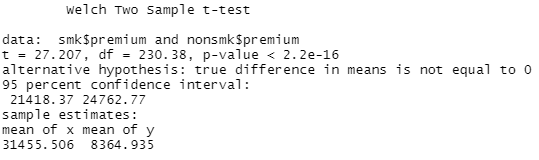 Welch Two Sample t-test
data: smk$premium and nonsmk$premium
t = 27.207, df = 230.38, p-value < 2.2e-16
alternative hypothesis: true difference in means is not equal to 0
95 percent confidence interval:
21418.37 24762.77
sample estimates:
mean of x mean of y
31455.506 8364.935